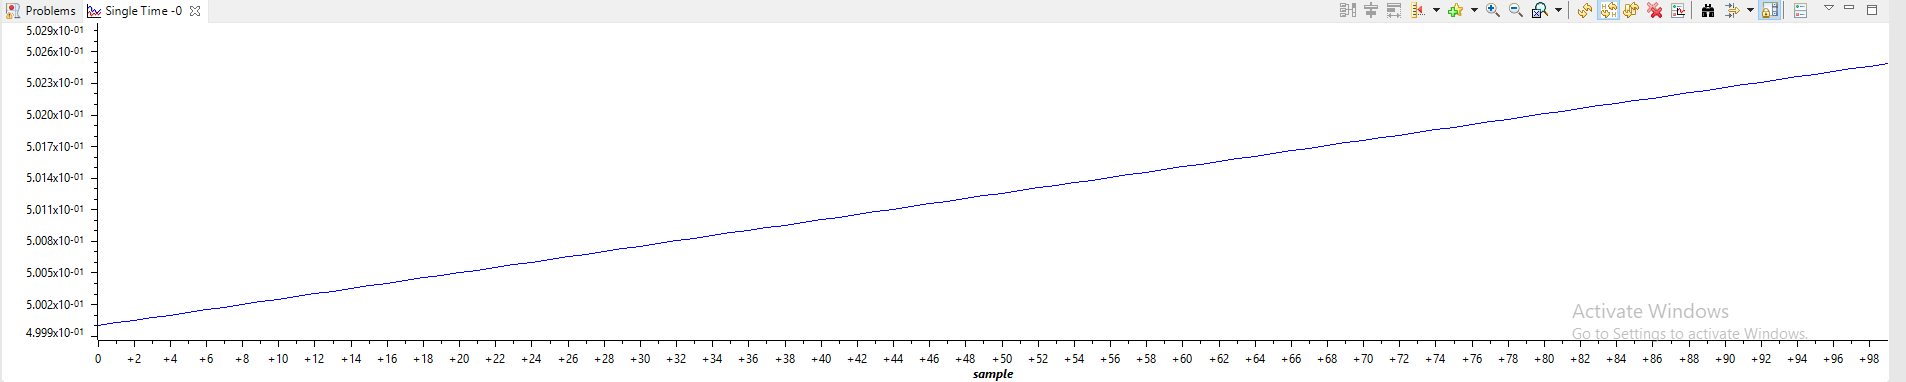 Problems Single Time -0
5.029x10-01
5.026x10-01
5.023x10-01
5.020x10-01
5.017x10-01
5.014x10-01
5.011x10-01
5.008x10-01
5.005x10-01
5.002x10-01
4.999x10-01
Activate Windows
Go to Settings to activate Windows.
0 +2 +4 +6 +8 +10 +12 +14 +16 +18 +20 +22 +24 +26 +28 +30 +32 +34 +36 +38 +40 +42 +44 +46 +48 +50 +52 +54 +56 +58 +60 +62 +64 +66 +68 +70 +72 +74 +76 +78 +80 +82 +84 +86 +88 +90 +92 +94 +96 +98
sample